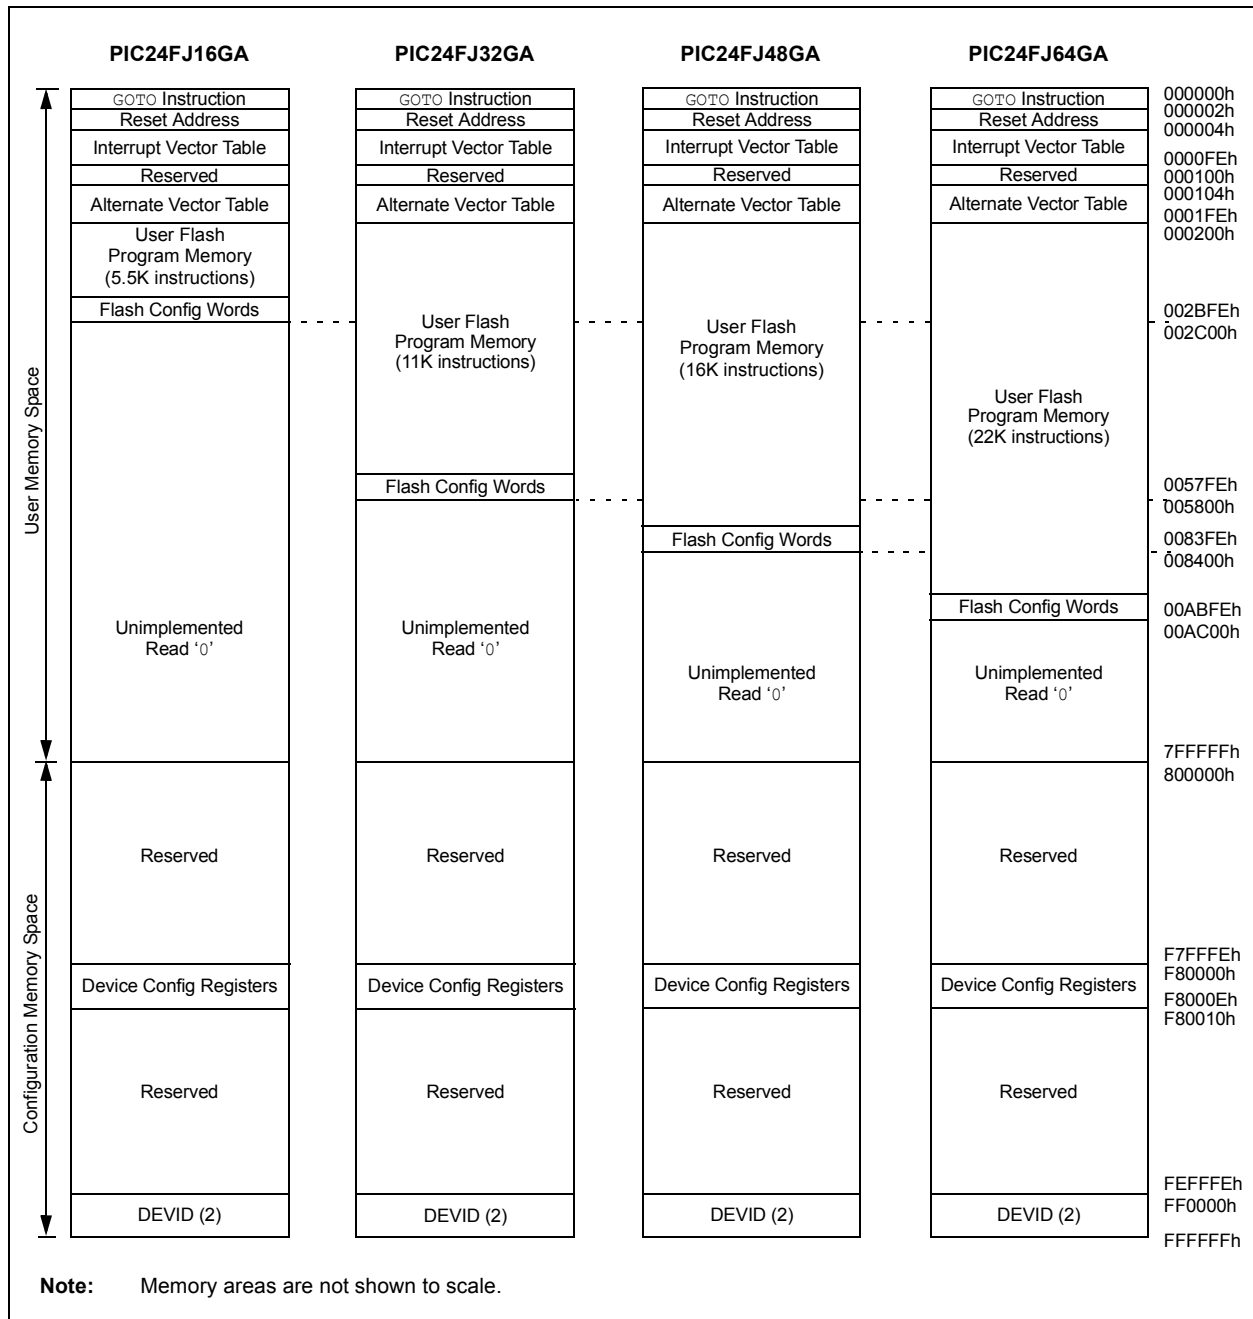 PIC24FJ16GA
PIC24FJ32GA
PIC24FJ48GA
PIC24FJ64GA
User Memory Space
Configuration Memory Space
GOTO Instruction
Reset Address
Interrupt Vector Table
Reserved
Alternate Vector Table
User Flash
Program Memory
(5.5K instructions)
Flash Config Words
Unimplemented
Read ‘0’
Reserved
Device Config Registers
Reserved
DEVID (2)
GOTO Instruction
Reset Address
Interrupt Vector Table
Reserved
Alternate Vector Table
User Flash
Program Memory
(11K instructions)
Flash Config Words
Unimplemented
Read ‘0’
Reserved
Device Config Registers
Reserved
DEVID (2)
GOTO Instruction
Reset Address
Interrupt Vector Table
Reserved
Alternate Vector Table
User Flash
Program Memory
(16K instructions)
Flash Config Words
Unimplemented
Read ‘0’
Reserved
Device Config Registers
Reserved
DEVID (2)
GOTO Instruction
Reset Address
Interrupt Vector Table
Reserved
Alternate Vector Table
User Flash
Program Memory
(22K instructions)
Flash Config Words
Unimplemented
Read ‘0’
Reserved
Device Config Registers
Reserved
DEVID (2)
000000h
000002h
000004h
0000FEh
000100h
000104h
0001FEh
000200h
002BFEh
002C00h
0057FEh
005800h
0083FEh
008400h
00ABFEh
00AC00h
7FFFFFh
800000h
F7FFFEh
F80000h
F8000Eh
F80010h
FEFFFEh
FF0000h
FFFFFFh
Note: Memory areas are not shown to scale.